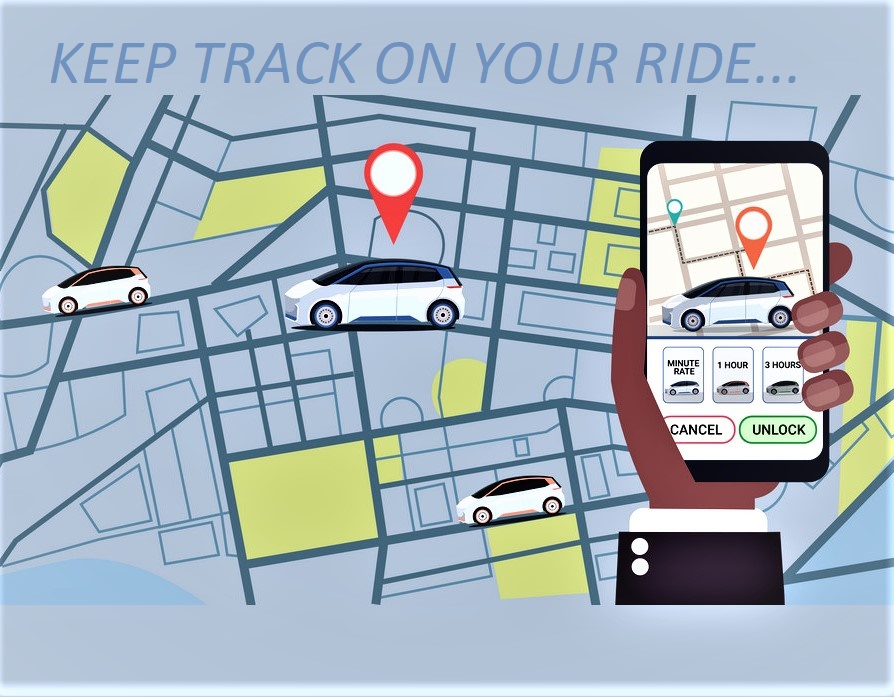 KEEP TRACK ON YOUR RIDE...
MINUTE
RATE
1 HOUR
3 HOURS
CANCEL
UNLOCK